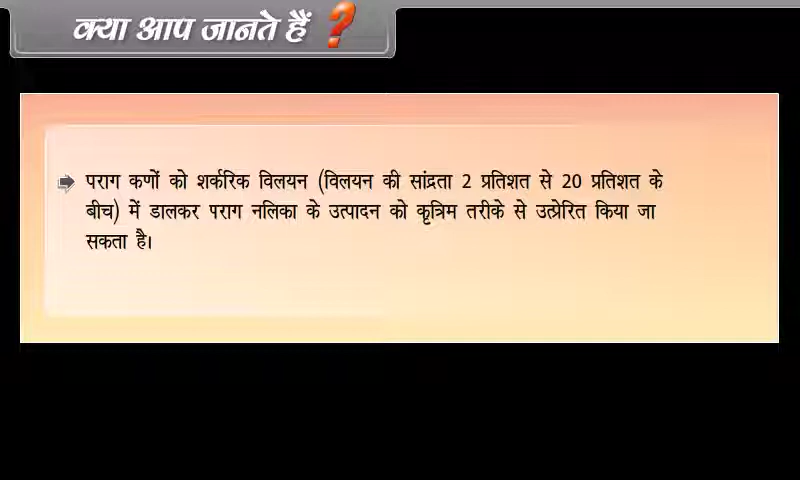 क्या आप जानते हैं ?
पराग कणों को शर्करिक विलयन (विलयन की सांद्रता 2 प्रतिशत से 20 प्रतिशत के
बीच) में डालकर पराग नलिका के उत्पादन को कृत्रिम तरीके से उत्प्रेरित किया जा
सकता है।